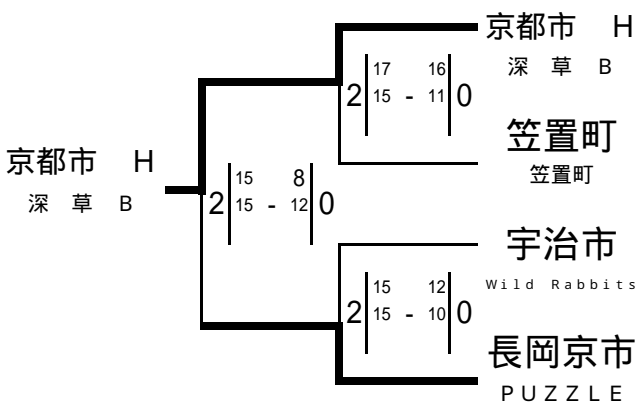 京都市 H
深 草 B
17 16
2 15 - 11 0
笠置町
笠置町
京都市 H
深 草 B
15 8
2 15 - 12 0
宇治市
Wild Rabbits
15 12
2 15 - 10 0
長岡京市
PUZZLE